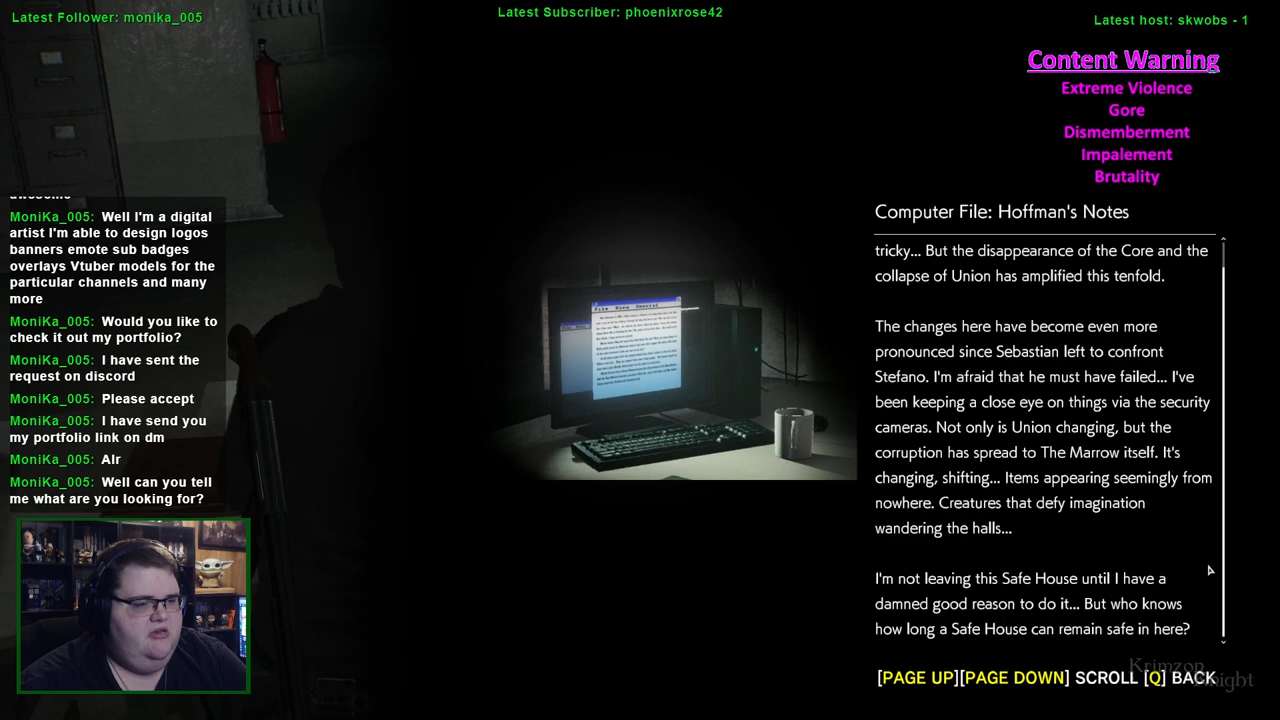 Latest Follower: monika_005
Latest Subscriber: phoenixrose42
Latest host: skwobs - 1
Content Warning
Extreme Violence
Gore
Dismemberment
Impalement
Brutality
MoniKa_005: Well I'm a digital
artist I'm able to design logos
banners emote sub badges
overlays Vtuber models for the
particular channels and many
more
MoniKa_005: Would you like to
check it out my portfolio?
MoniKa_005: I have sent the
request on discord
MoniKa_005: Please accept
MoniKa_005: I have send you
my portfolio link on dm
MoniKa_005: Alr
MoniKa_005: Well can you tell
me what are you looking for?
File View Special
Computer File: Hoffman's Notes
tricky... But the disappearance of the Core and the
collapse of Union has amplified this tenfold.
The changes here have become even more
pronounced since Sebastian left to confront
Stefano. I'm afraid that he must have failed... I've
been keeping a close eye on things via the security
cameras. Not only is Union changing, but the
corruption has spread to The Marrow itself. It's
changing, shifting... Items appearing seemingly from
nowhere. Creatures that defy imagination
wandering the halls...
I'm not leaving this Safe House until I have a
damned good reason to do it... But who knows
how long a Safe House can remain safe in here?
[PAGE UP][PAGE DOWN] SCROLL [Q] BACK
Krimzon
Knight